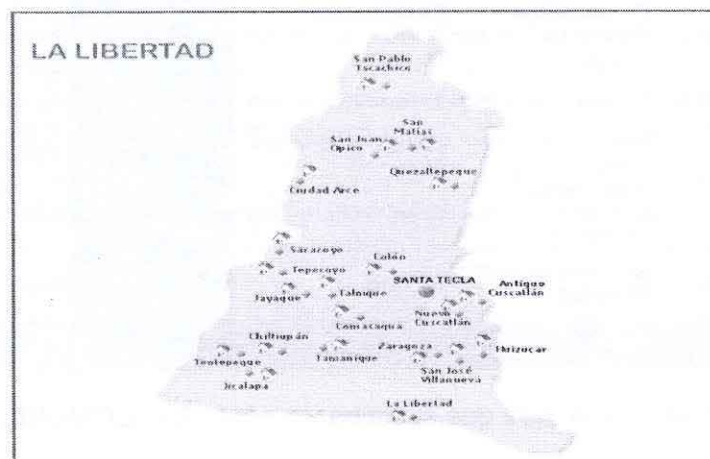 LA LIBERTAD
San Pablo
Tacachico
San
Matías
San Juan
Opico
Quezaltepeque
Ciudad Arce
Sacacoyo
Colón
Tepecoyo
SANTA TECLA
Antiguo
Cuscatlán
Jayaque
Talnique
Nuevo
Cuscatlán
Comasagua
Chiltiupán
Zaragoza
Huizúcar
Teotepeque
Tamanique
San José
Villanueva
Jicalapa
La Libertad